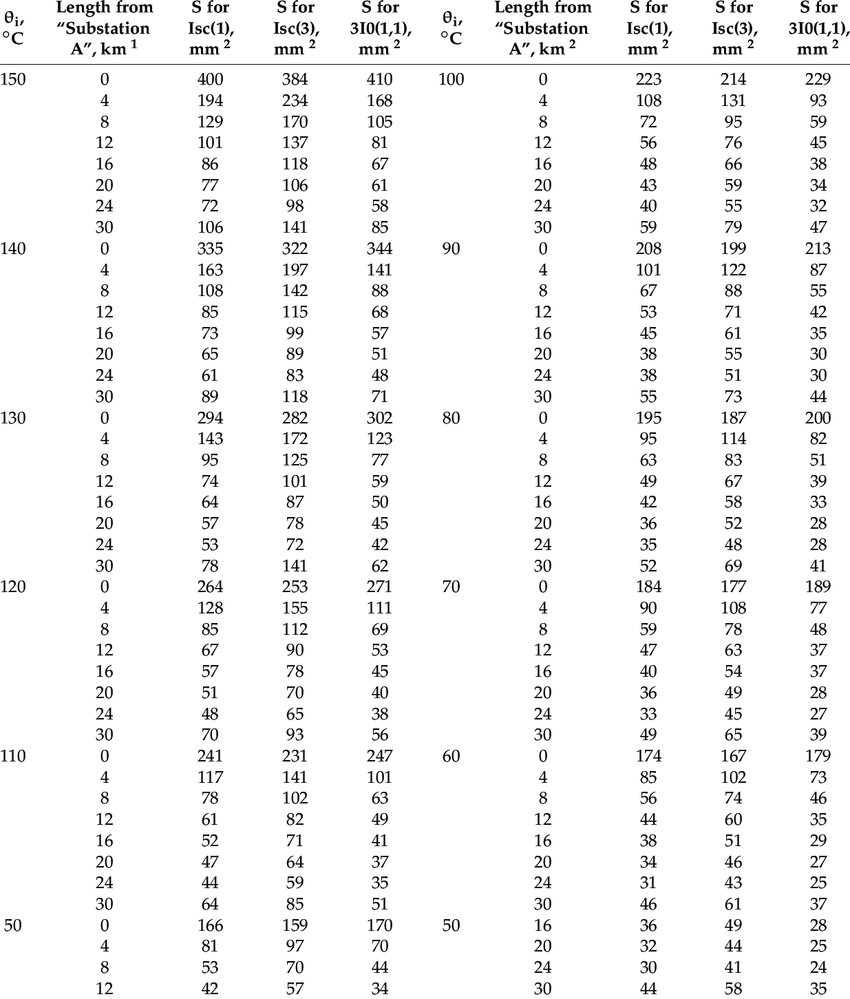 θi, °C Length from “Substation A”, km 1 S for Isc(1), mm 2 S for Isc(3), mm 2 S for 3I0(1,1), mm 2 θi, °C Length from “Substation A”, km 2 S for Isc(1), mm 2 S for Isc(3), mm 2 S for 3I0(1,1), mm 2
150 0 400 384 410 100 0 223 214 229
4 194 234 168 4 108 131 93
8 129 170 105 8 72 95 59
12 101 137 81 12 56 76 45
16 86 118 67 16 48 66 38
20 77 106 61 20 43 59 34
24 72 98 58 24 40 55 32
30 106 141 85 30 59 79 47
140 0 335 322 344 90 0 208 199 213
4 163 197 141 4 101 122 87
8 108 142 88 8 67 88 55
12 85 115 68 12 53 71 42
16 73 99 57 16 45 61 35
20 65 89 51 20 38 55 30
24 61 83 48 24 38 51 30
30 89 118 71 30 55 73 44
130 0 294 282 302 80 0 195 187 200
4 143 172 123 4 95 114 82
8 95 125 77 8 63 83 51
12 74 101 59 12 49 67 39
16 64 87 50 16 42 58 33
20 57 78 45 20 36 52 28
24 53 72 42 24 35 48 28
30 78 141 62 30 52 69 41
120 0 264 253 271 70 0 184 177 189
4 128 155 111 4 90 108 77
8 85 112 69 8 59 78 48
12 67 90 53 12 47 63 37
16 57 78 45 16 40 54 37
20 51 70 40 20 36 49 28
24 48 65 38 24 33 45 27
30 70 93 56 30 49 65 39
110 0 241 231 247 60 0 174 167 179
4 117 141 101 4 85 102 73
8 78 102 63 8 56 74 46
12 61 82 49 12 44 60 35
16 52 71 41 16 38 51 29
20 47 64 37 20 34 46 27
24 44 59 35 24 31 43 25
30 64 85 51 30 46 61 37
50 0 166 159 170 50 16 36 49 28
4 81 97 70 20 32 44 25
8 53 70 44 24 30 41 24
12 42 57 34 30 44 58 35